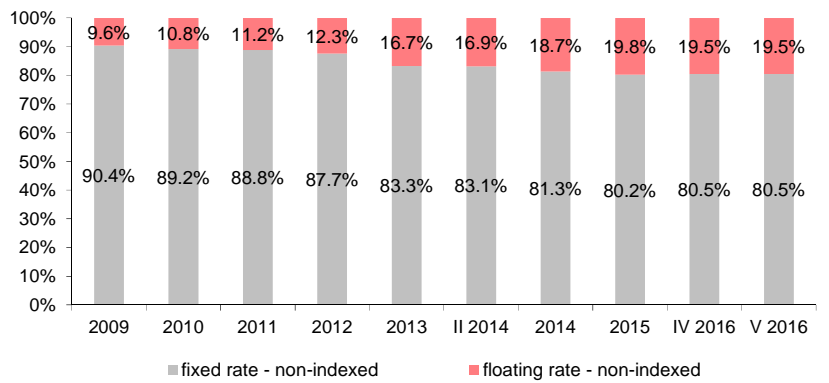 100%
90%
80%
70%
60%
50%
40%
30%
20%
10%
0%
9.6% 10.8% 11.2% 12.3% 16.7% 16.9% 18.7% 19.8% 19.5% 19.5%
90.4% 89.2% 88.8% 87.7% 83.3% 83.1% 81.3% 80.2% 80.5% 80.5%
2009 2010 2011 2012 2013 II 2014 2014 2015 IV 2016 V 2016
fixed rate - non-indexed floating rate - non-indexed